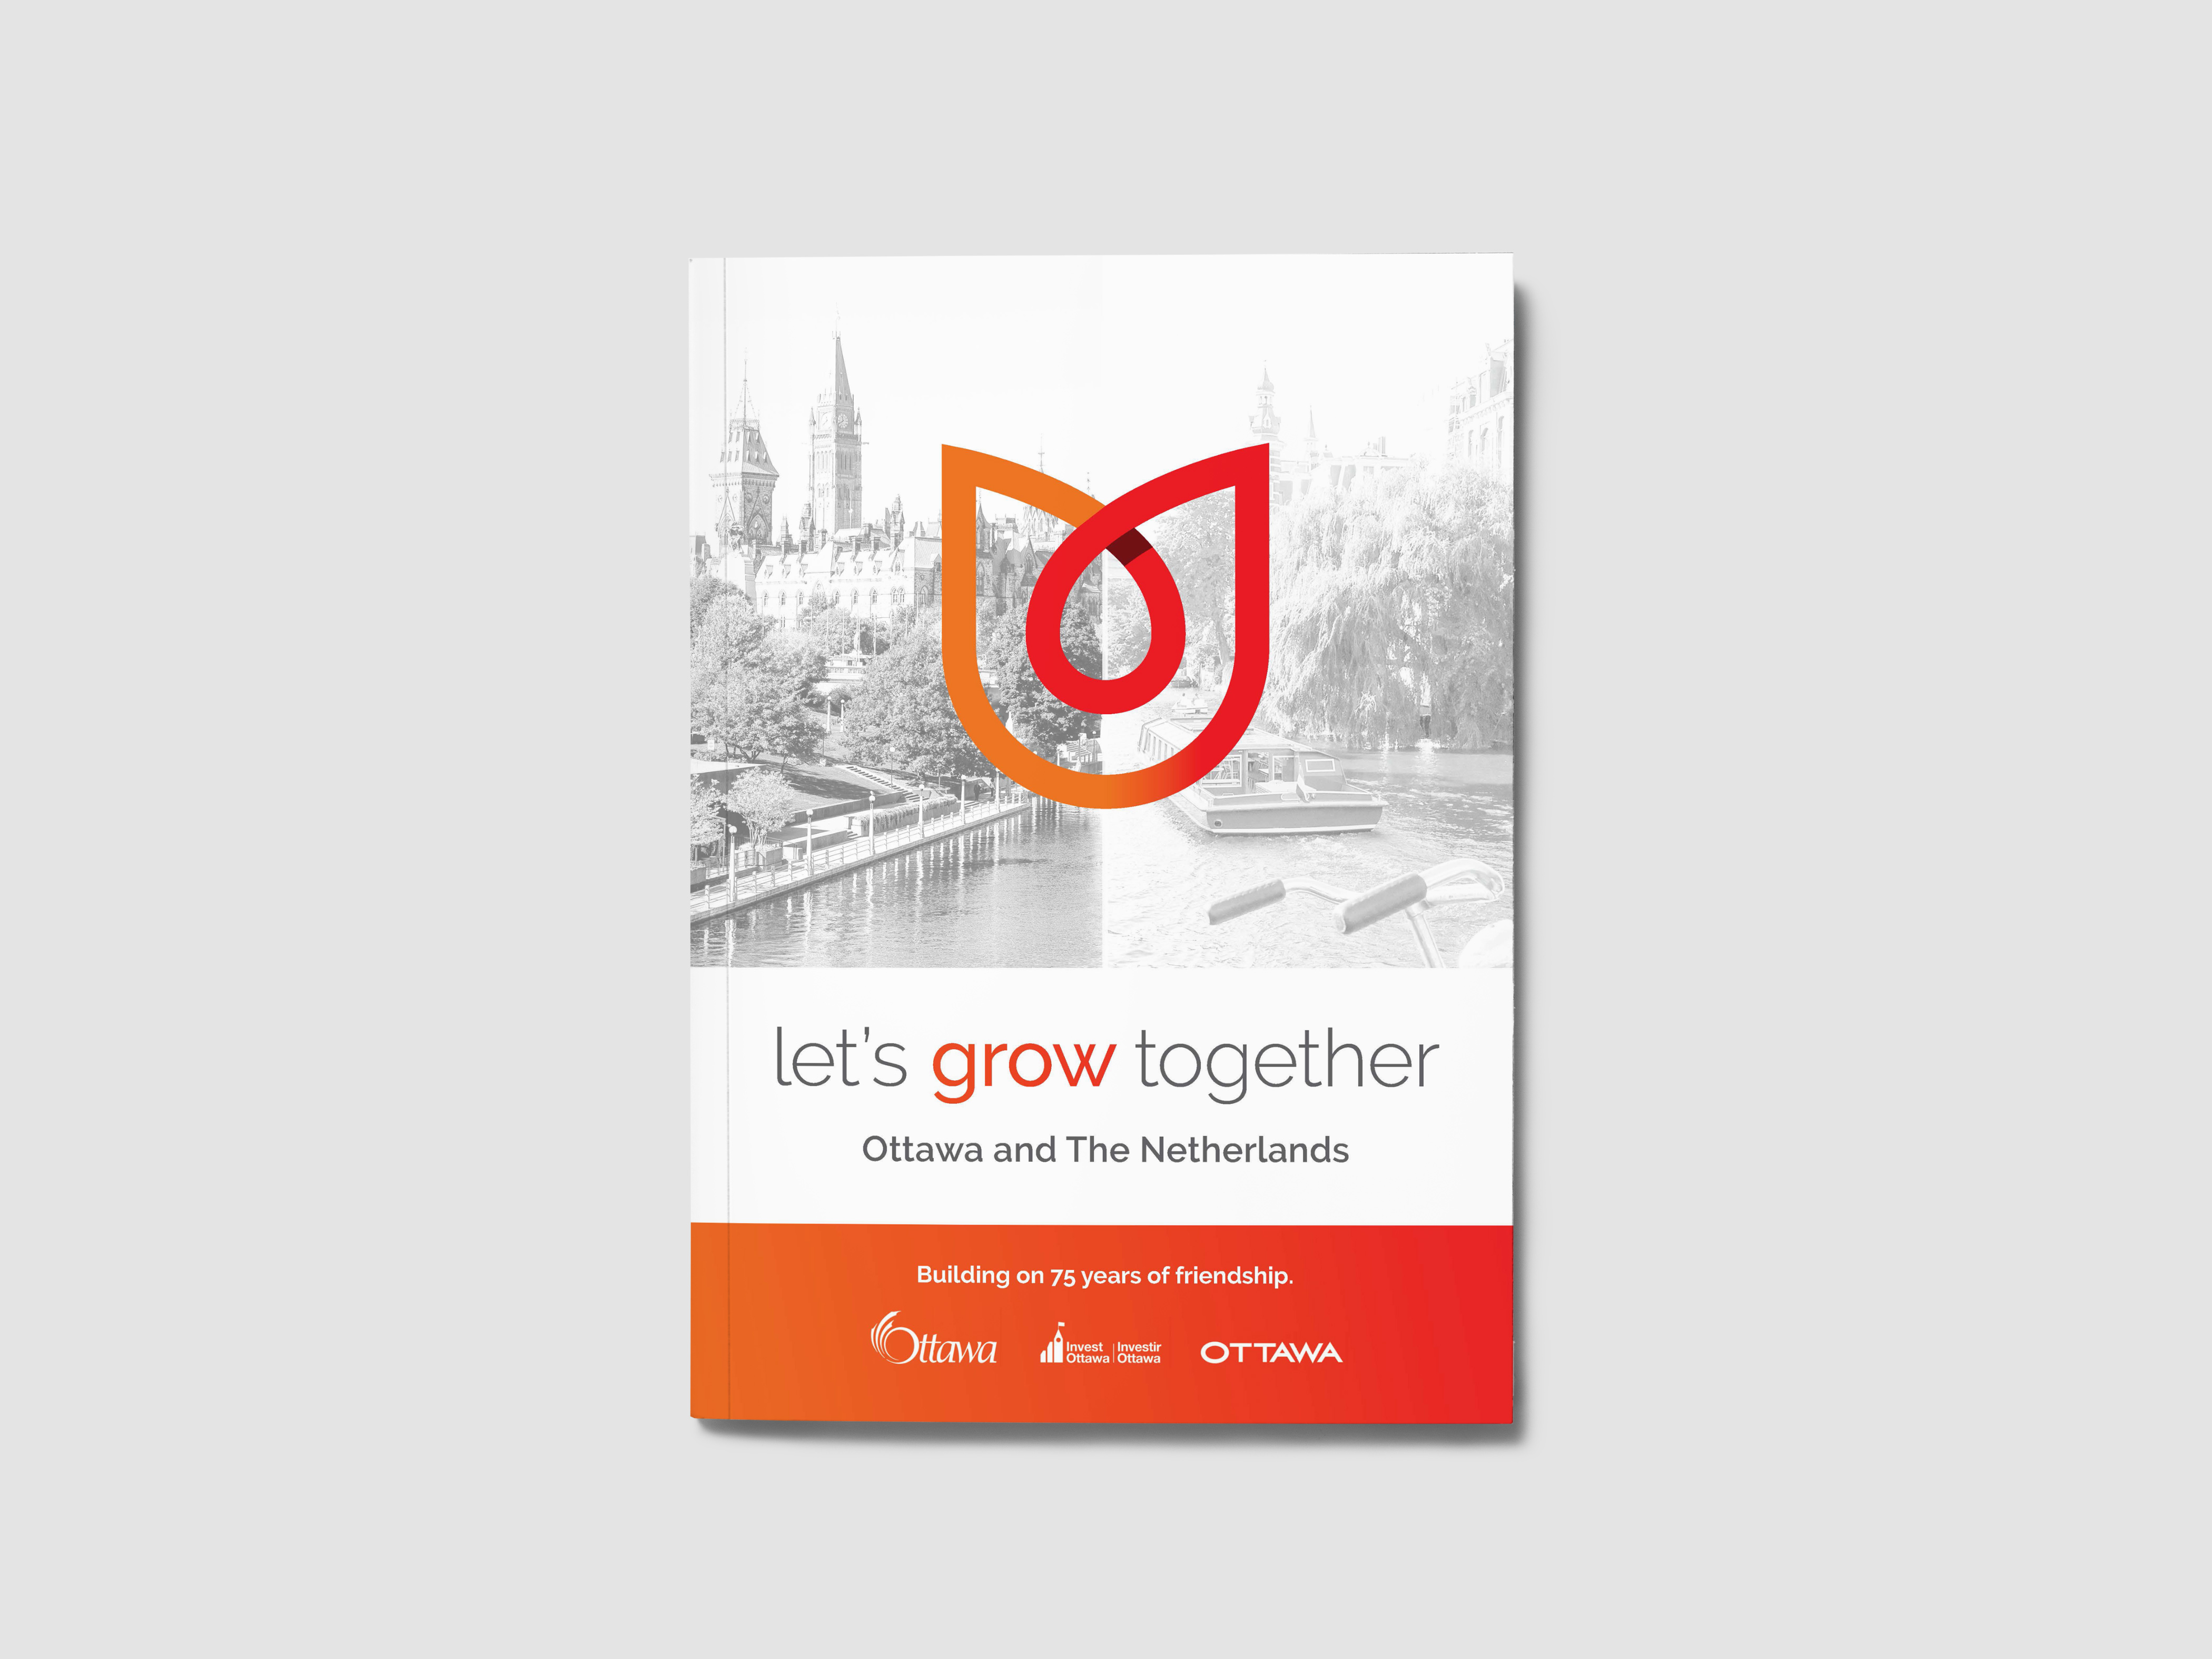 let's grow together
Ottawa and The Netherlands
Building on 75 years of friendship.
Ottawa
Invest Ottawa | Investir Ottawa
OTTAWA